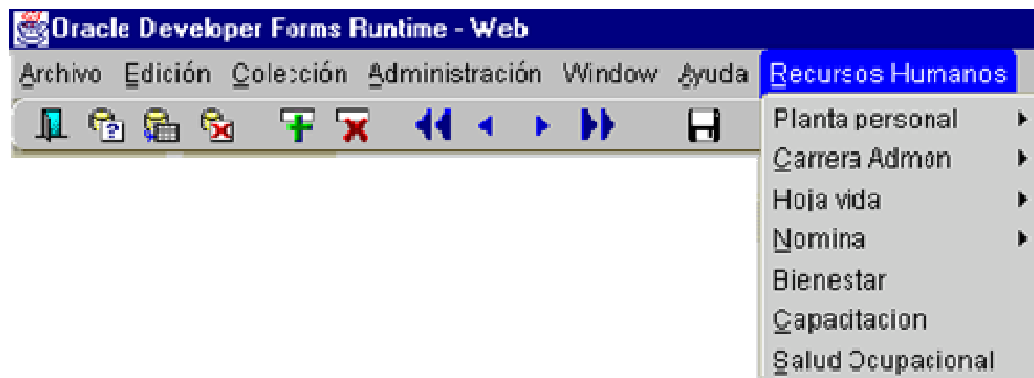 Oracle Developer Forms Runtime - Web
Archivo Edición Colección Administración Window Ayuda Recursos Humanos
Planta personal
Carrera Admon
Hoja vida
Nomina
Bienestar
Capacitacion
Salud Ocupacional